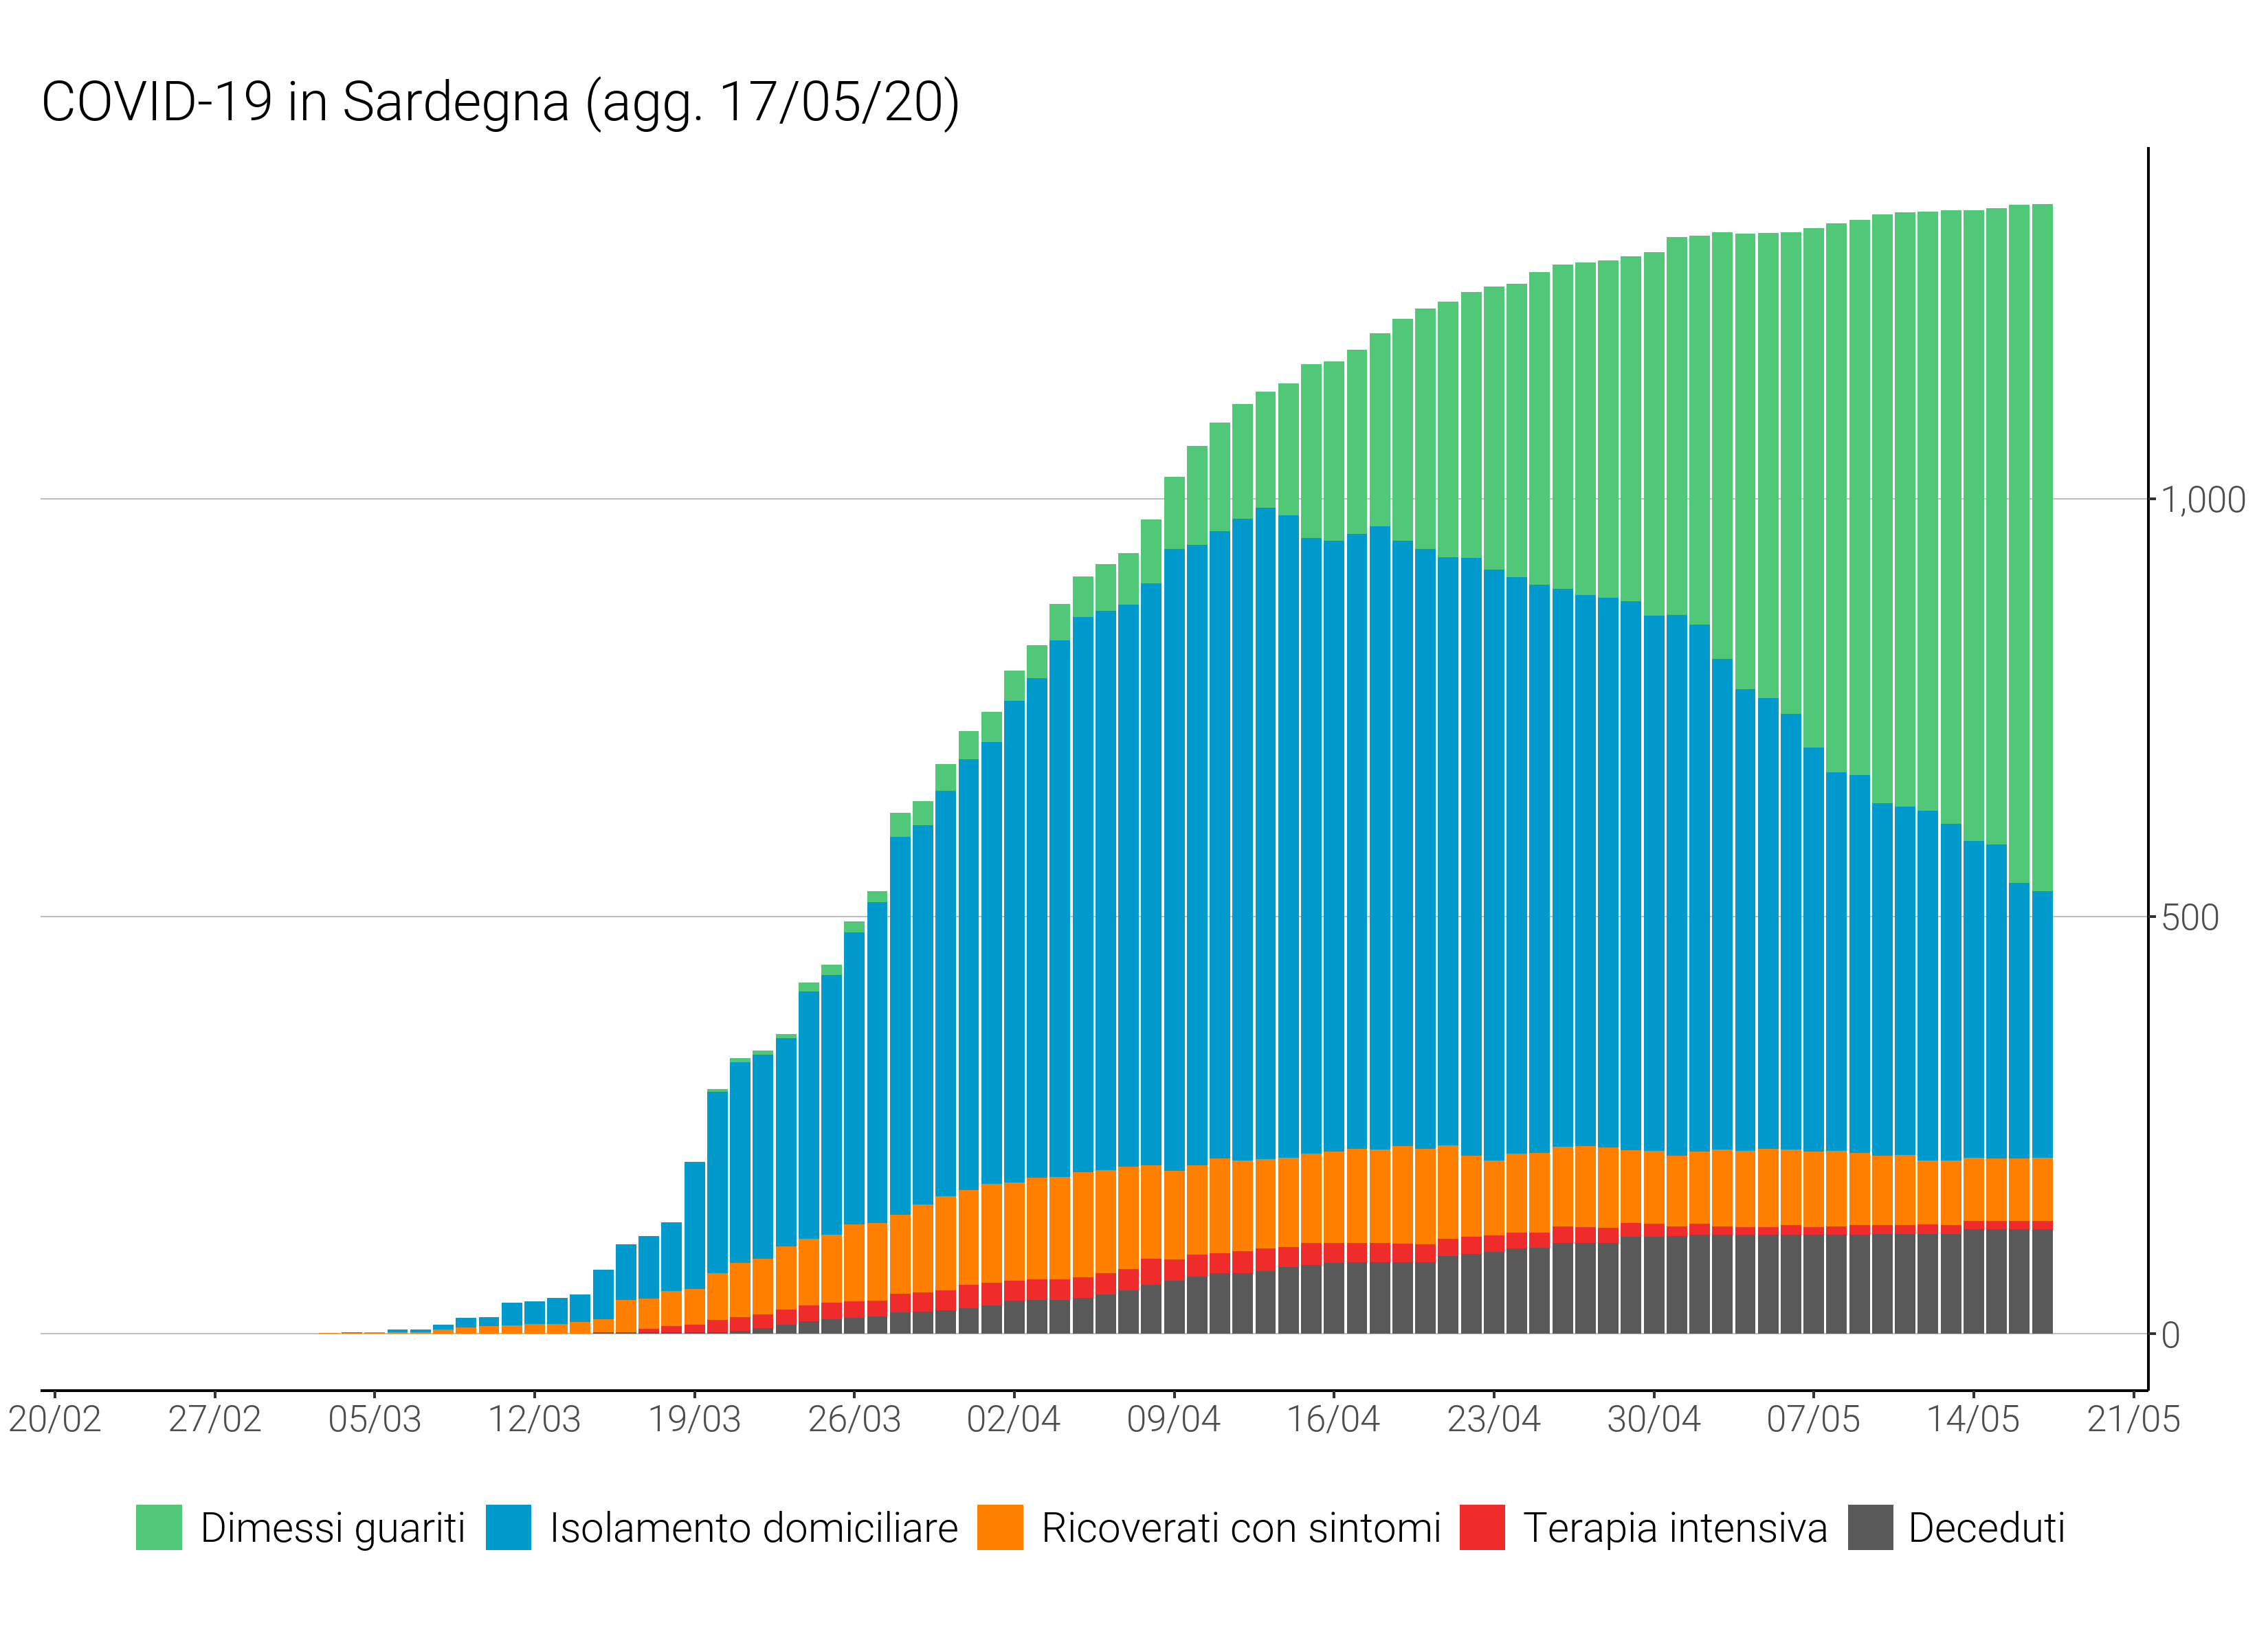 COVID-19 in Sardegna (agg. 17/05/20)
1,000
500
0
20/02 27/02 05/03 12/03 19/03 26/03 02/04 09/04 16/04 23/04 30/04 07/05 14/05 21/05
Dimessi guariti Isolamento domiciliare Ricoverati con sintomi Terapia intensiva Deceduti